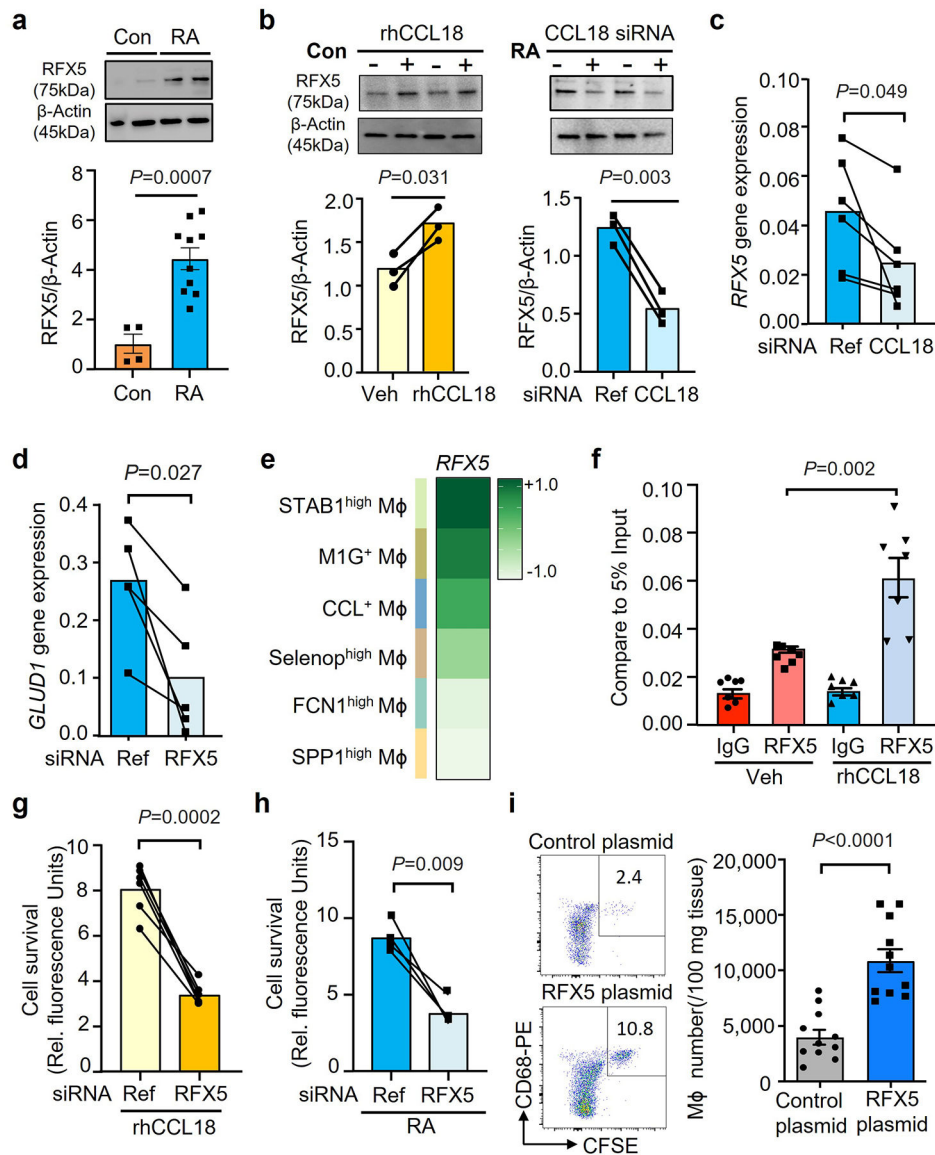 a
Con RA
RFX5
(75kDa)
β-Actin
(45kDa)
P=0.0007
RFX5/β-Actin
8
6
4
2
0
Con RA
b
rhCCL18
Con
- + - +
RFX5
(75kDa)
β-Actin
(45kDa)
P=0.031
RFX5/β-Actin
2.0
1.5
1.0
0.5
0.0
Veh rhCCL18
CCL18 siRNA
RA
- + - +
P=0.003
RFX5/β-Actin
1.5
1.0
0.5
0.0
siRNA Ref CCL18
c
P=0.049
RFX5 gene expression
0.10
0.08
0.06
0.04
0.02
0.00
siRNA Ref CCL18
d
P=0.027
GLUD1 gene expression
0.4
0.3
0.2
0.1
0.0
siRNA Ref RFX5
e
RFX5
+1.0
-1.0
STAB1high Mϕ
M1G+ Mϕ
CCL+ Mϕ
Selenophigh Mϕ
FCN1high Mϕ
SPP1high Mϕ
f
P=0.002
Compare to 5% Input
0.10
0.08
0.06
0.04
0.02
0.00
IgG RFX5 IgG RFX5
Veh rhCCL18
g
P=0.0002
Cell survival
(Rel. fluorescence Units)
10
8
6
4
2
0
siRNA Ref RFX5
rhCCL18
h
P=0.009
Cell survival
(Rel. fluorescence Units)
15
10
5
0
siRNA Ref RFX5
RA
i
Control plasmid
2.4
RFX5 plasmid
10.8
CD68-PE
CFSE
P<0.0001
Mϕ number(/100 mg tissue)
20,000
15,000
10,000
5,000
0
Control
plasmid
RFX5
plasmid